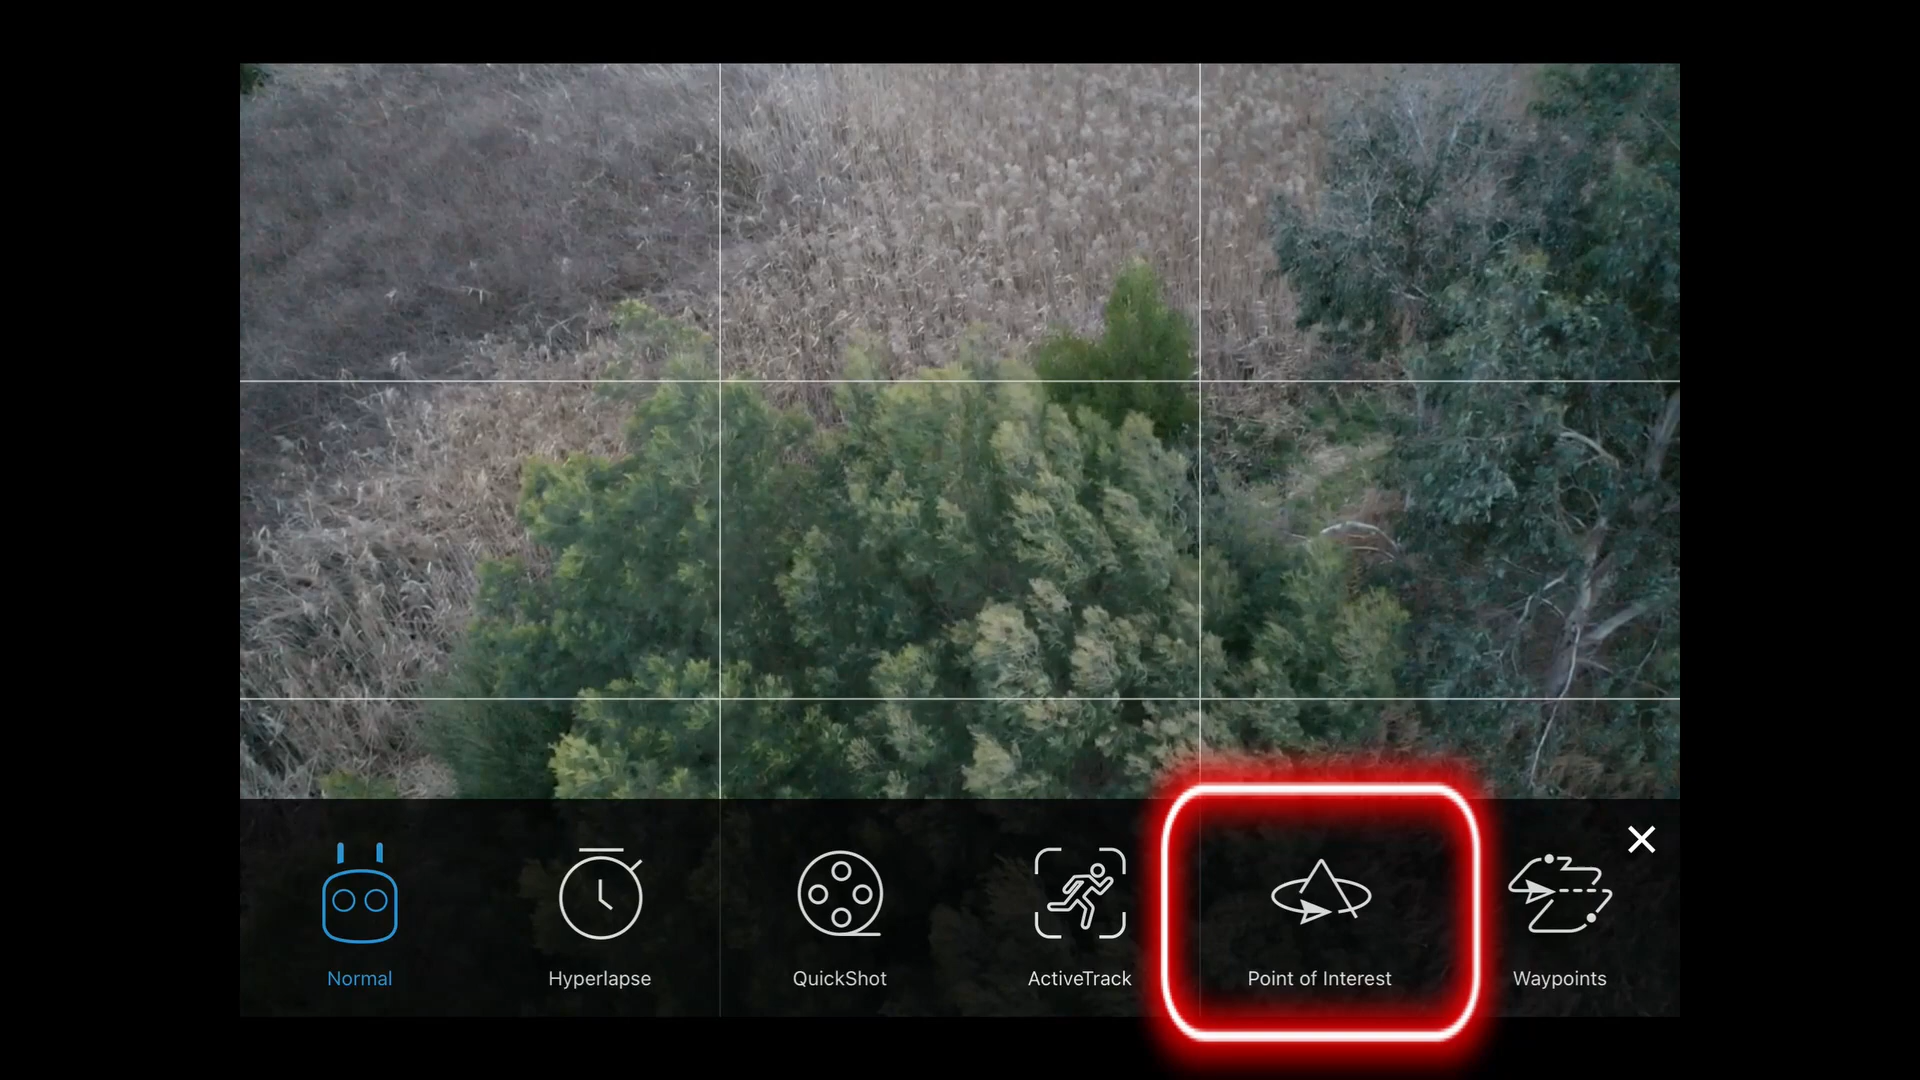 Normal
Hyperlapse
QuickShot
ActiveTrack
Point of Interest
Waypoints